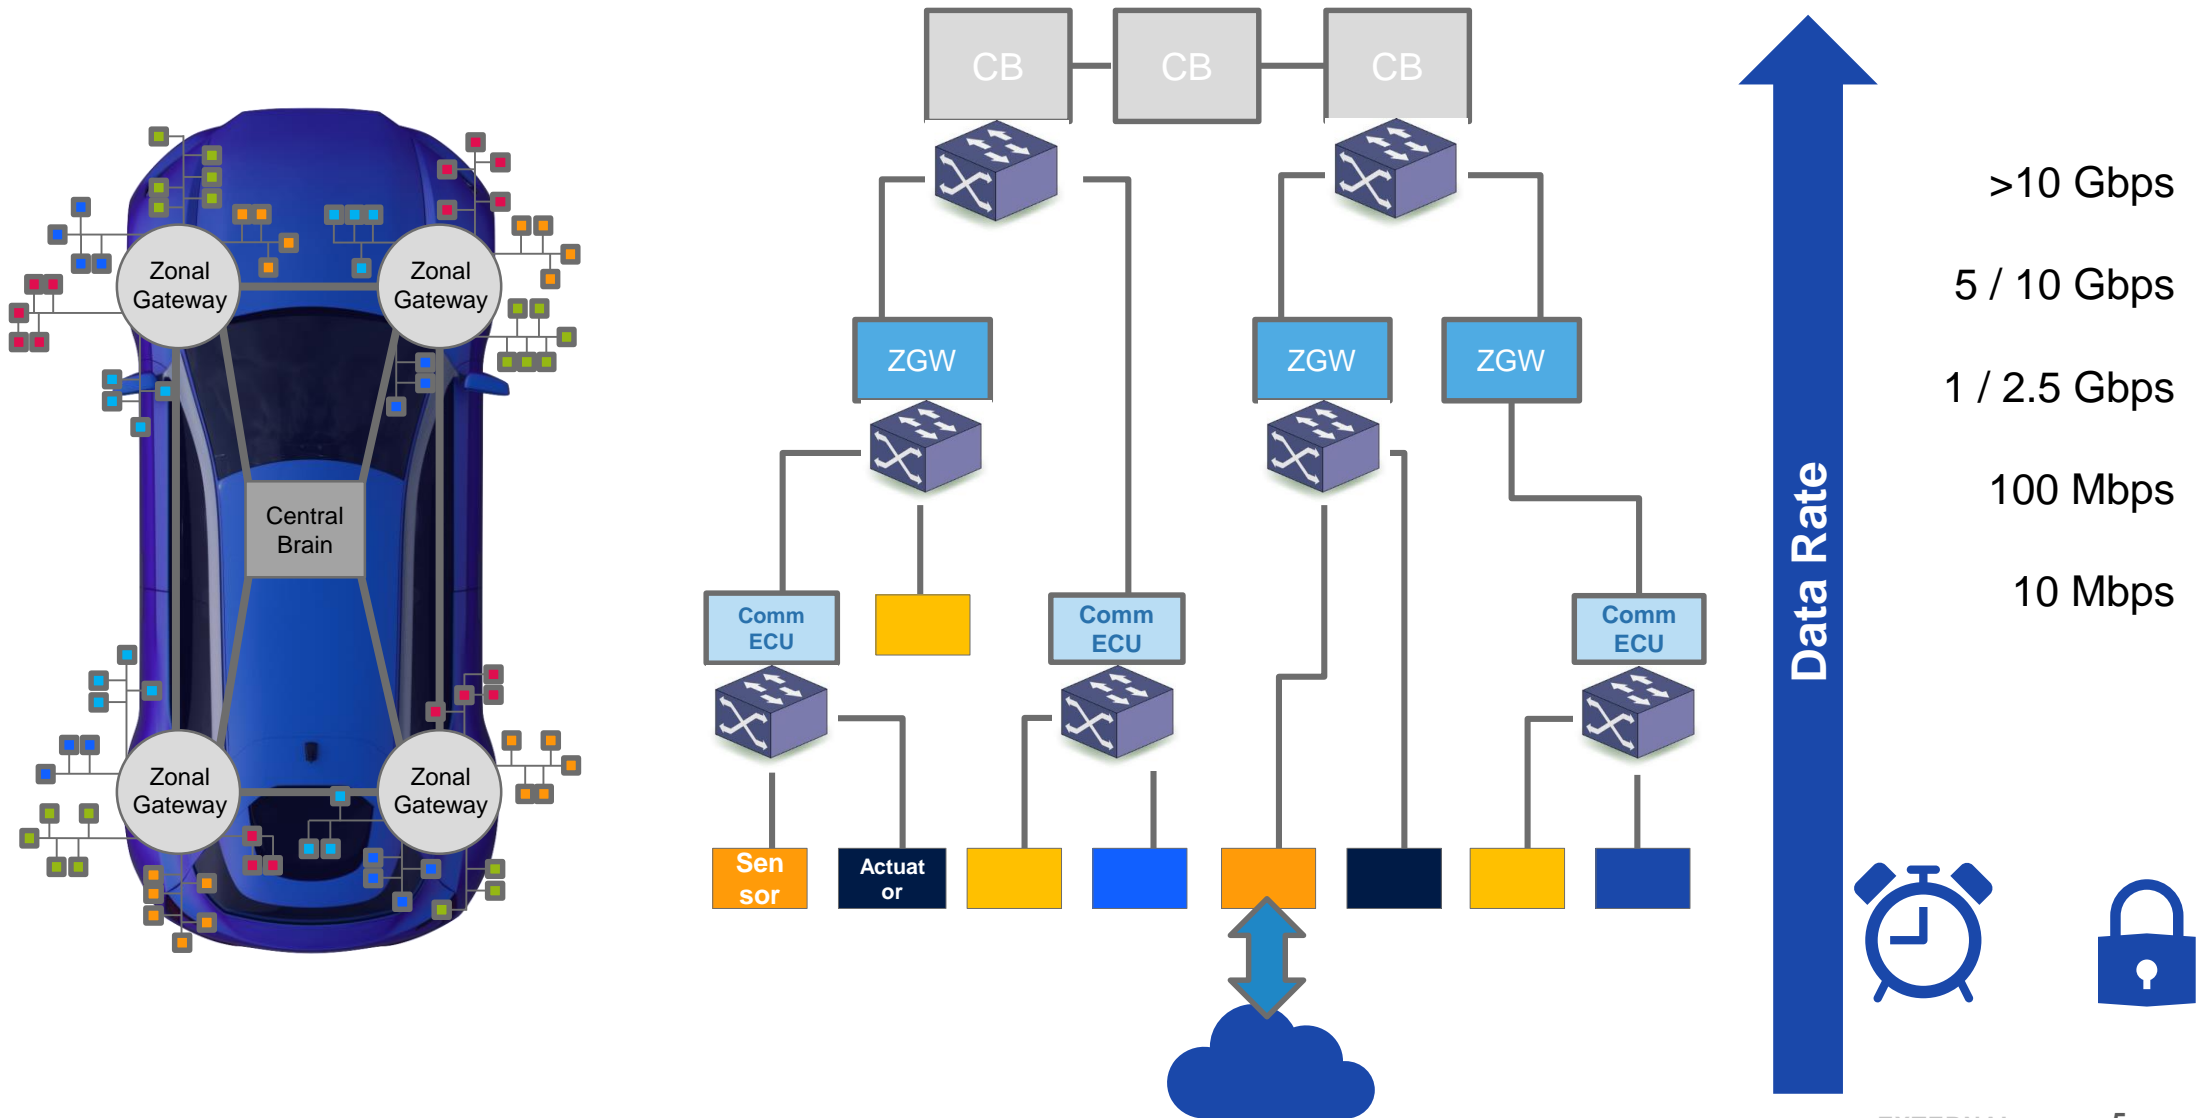 CB
CB
CB
>10 Gbps
Zonal
Gateway
Zonal
Gateway
5 / 10 Gbps
ZGW
ZGW
ZGW
1 / 2.5 Gbps
Central
Brain
100 Mbps
Data Rate
Comm
ECU
Comm
ECU
Comm
ECU
10 Mbps
Zonal
Gateway
Zonal
Gateway
Sen
sor
Actuat
or